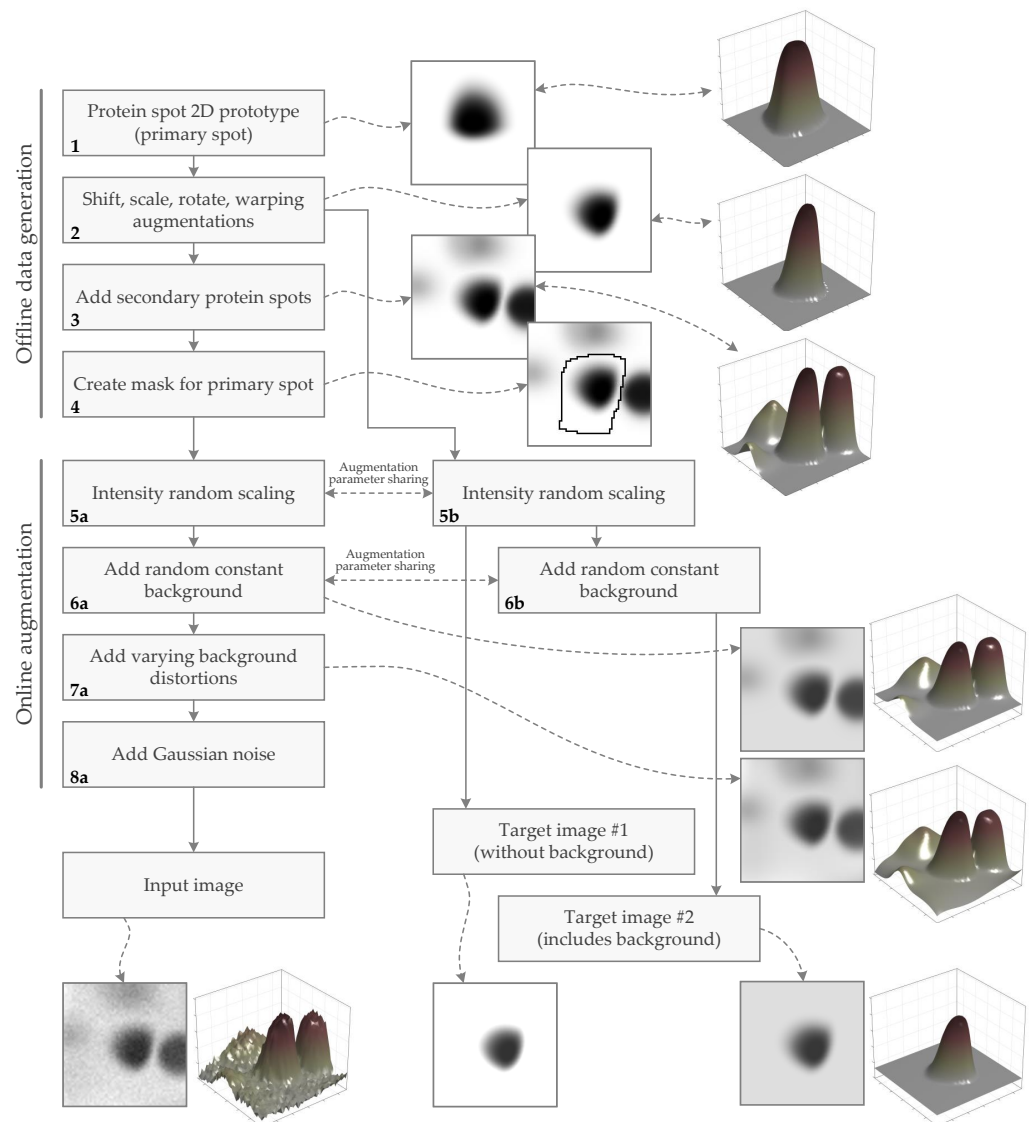 Offline data generation
Protein spot 2D prototype
(primary spot)
1
Shift, scale, rotate, warping
augmentations
2
Add secondary protein spots
3
Create mask for primary spot
4
Online augmentation
Intensity random scaling
5a
Augmentation
parameter sharing
Intensity random scaling
5b
Add random constant
background
6a
Augmentation
parameter sharing
Add random constant
background
6b
Add varying background
distortions
7a
Add Gaussian noise
8a
Target image #1
(without background)
Input image
Target image #2
(includes background)